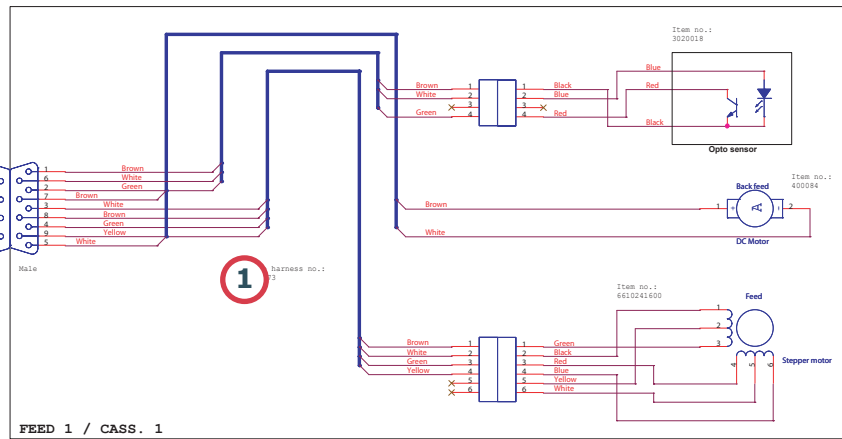 Item no.:
3020018
Blue
Red
Black
Opto sensor
Brown 1 1 Black
White 2 2 Blue
3 3
Green 4 4 Red
1 Brown
6 White
2 Green
7 Brown
3 White
8 Brown
4 Green
9 Yellow
5 White
Male
Item no.:
400084
Back feed
Brown 1 + A - 2
White
DC Motor
1 harness no.:
Item no.:
6610241600
Feed
1
2
3
4 5 6
Stepper motor
Brown 1 1 Green
White 2 2 Black
Green 3 3 Red
Yellow 4 4 Blue
5 5 Yellow
6 6 White
FEED 1 / CASS. 1